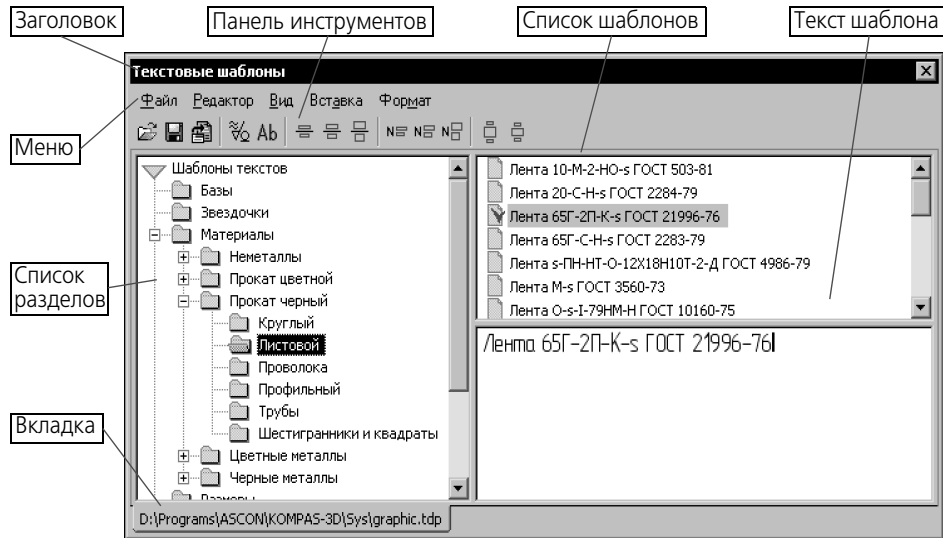 Заголовок
Панель инструментов
Список шаблонов
Текст шаблона
Текстовые шаблоны
Файл Редактор Вид Вставка Формат
Ab N N N
Меню
Список
разделов
Вкладка
Шаблоны текстов
Базы
Звездочки
Материалы
Неметаллы
Прокат цветной
Прокат черный
Круглый
Листовой
Проволока
Профильный
Трубы
Шестигранники и квадраты
Цветные металлы
Черные металлы
Размеры
Лента 10-М-2-НО-s ГОСТ 503-81
Лента 20-С-Н-s ГОСТ 2284-79
Лента 65Г-2П-К-s ГОСТ 21996-76
Лента 65Г-С-Н-s ГОСТ 2283-79
Лента s-ПН-НТ-О-12Х18Н10Т-2-Д ГОСТ 4986-79
Лента М-s ГОСТ 3560-73
Лента О-s-I-79НМ-Н ГОСТ 10160-75
Лента 65Г-2П-К-s ГОСТ 21996-76
D:\Programs\ASCON\KOMPAS-3D\Sys\graphic.tdp